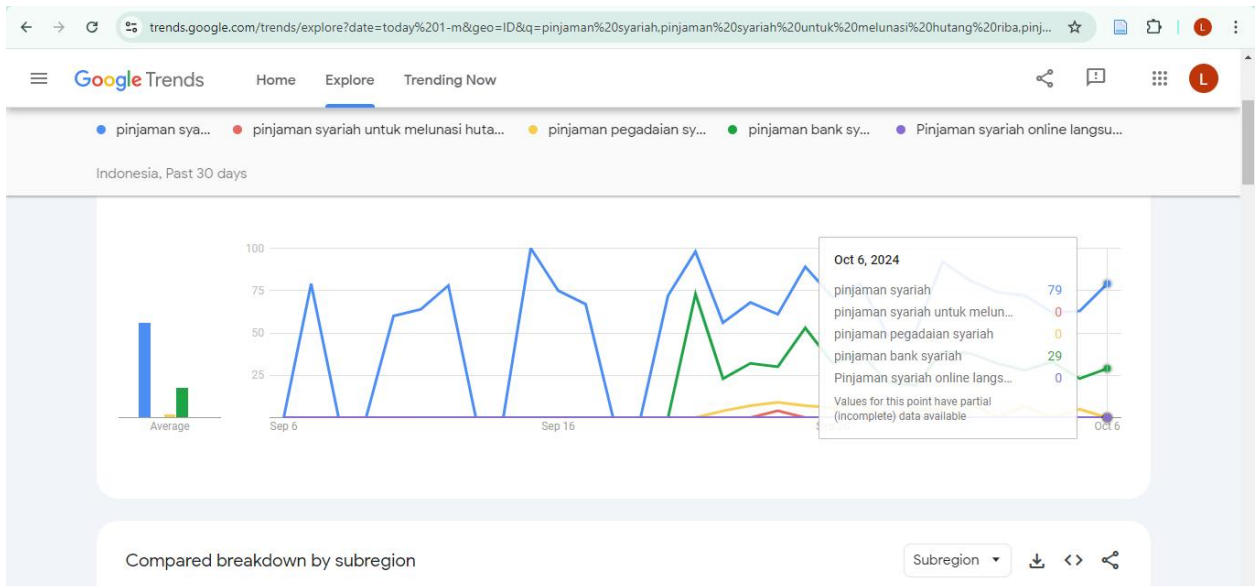 trends.google.com/trends/explore?date=today%201-m&geo=ID&q=pinjaman%20syariah,pinjaman%20syariah%20untuk%20melunasi%20hutang%20riba,pinj...
L
Google Trends Home Explore Trending Now
L
pinjaman sya... pinjaman syariah untuk melunasi huta... pinjaman pegadaian sy... pinjaman bank sy... Pinjaman syariah online langsu...
Indonesia, Past 30 days
100
75
50
25
Average
Sep 6
Sep 16
Oct 6
Oct 6, 2024
pinjaman syariah 79
pinjaman syariah untuk melun... 0
pinjaman pegadaian syariah 0
pinjaman bank syariah 29
Pinjaman syariah online langs... 0
Values for this point have partial
(incomplete) data available
Compared breakdown by subregion
Subregion